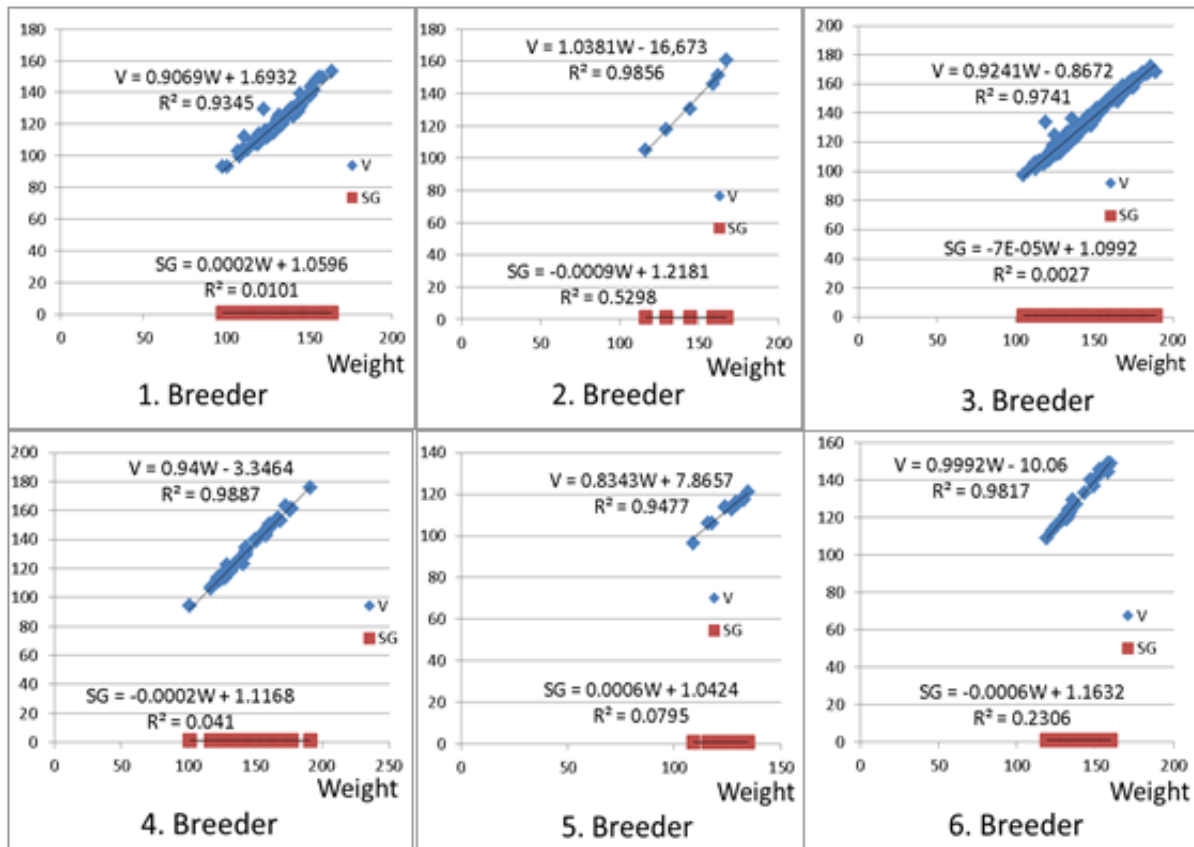 180
160
140
120
100
80
60
40
20
0
V = 0.9069W + 1.6932
R² = 0.9345
V
SG
SG = 0.0002W + 1.0596
R² = 0.0101
0 50 100 150 200
Weight
1. Breeder
180
160
140
120
100
80
60
40
20
0
V = 1.0381W - 16,673
R² = 0.9856
V
SG
SG = -0.0009W + 1.2181
R² = 0.5298
0 50 100 150 200
Weight
2. Breeder
200
180
160
140
120
100
80
60
40
20
0
V = 0.9241W - 0.8672
R² = 0.9741
V
SG
SG = -7E-05W + 1.0992
R² = 0.0027
0 50 100 150 200
Weight
3. Breeder
200
180
160
140
120
100
80
60
40
20
0
V = 0.94W - 3.3464
R² = 0.9887
V
SG
SG = -0.0002W + 1.1168
R² = 0.041
0 50 100 150 200 250
Weight
4. Breeder
140
120
100
80
60
40
20
0
V = 0.8343W + 7.8657
R² = 0.9477
V
SG
SG = 0.0006W + 1.0424
R² = 0.0795
0 50 100 150
Weight
5. Breeder
160
140
120
100
80
60
40
20
0
V = 0.9992W - 10.06
R² = 0.9817
V
SG
SG = -0.0006W + 1.1632
R² = 0.2306
0 50 100 150 200
Weight
6. Breeder